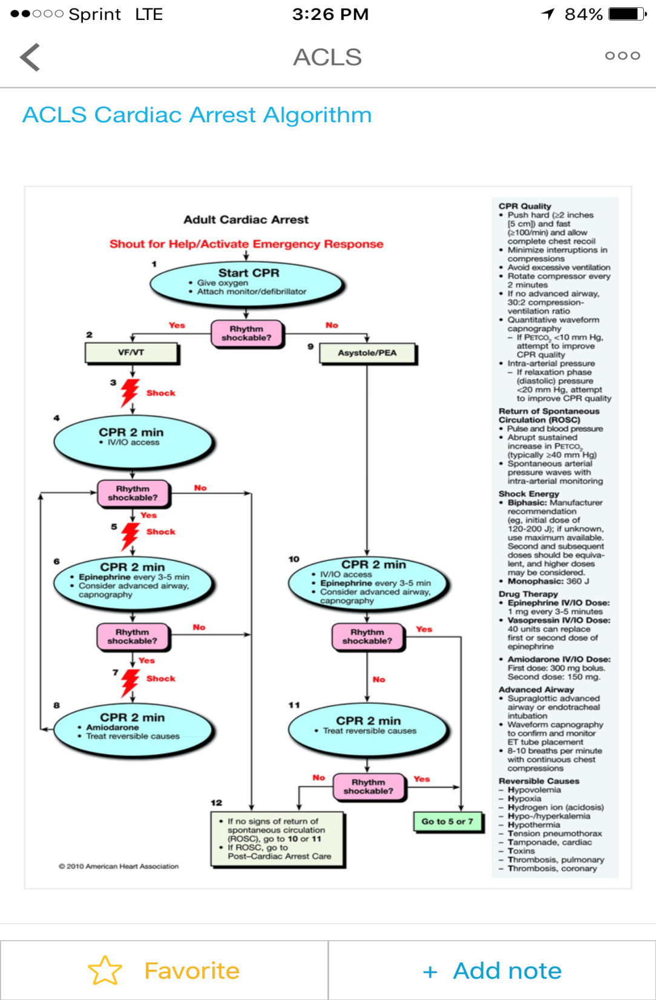 Sprint LTE 3:26 PM 84%
ACLS
ACLS Cardiac Arrest Algorithm
Adult Cardiac Arrest
Shout for Help/Activate Emergency Response
1
Start CPR
• Give oxygen
• Attach monitor/defibrillator
Rhythm
shockable?
Yes
No
2
VF/VT
9
Asystole/PEA
3
Shock
4
CPR 2 min
• IV/IO access
Rhythm
shockable?
No
Yes
5
Shock
6
CPR 2 min
• Epinephrine every 3-5 min
• Consider advanced airway,
capnography
Rhythm
shockable?
No
Yes
7
Shock
8
CPR 2 min
• Amiodarone
• Treat reversible causes
10
CPR 2 min
• IV/IO access
• Epinephrine every 3-5 min
• Consider advanced airway,
capnography
Rhythm
shockable?
Yes
No
11
CPR 2 min
• Treat reversible causes
Rhythm
shockable?
No
Yes
12
• If no signs of return of
spontaneous circulation
(ROSC), go to 10 or 11
• If ROSC, go to
Post–Cardiac Arrest Care
Go to 5 or 7
© 2010 American Heart Association
CPR Quality
• Push hard (≥2 inches
[5 cm]) and fast
(≥100/min) and allow
complete chest recoil
• Minimize interruptions in
compressions
• Avoid excessive ventilation
• Rotate compressor every
2 minutes
• If no advanced airway,
30:2 compression-
ventilation ratio
• Quantitative waveform
capnography
– If PETCO₂ <10 mm Hg,
attempt to improve
CPR quality
• Intra-arterial pressure
– If relaxation phase
(diastolic) pressure
<20 mm Hg, attempt
to improve CPR quality
Return of Spontaneous
Circulation (ROSC)
• Pulse and blood pressure
• Abrupt sustained
increase in PETCO₂
(typically ≥40 mm Hg)
• Spontaneous arterial
pressure waves with
intra-arterial monitoring
Shock Energy
• Biphasic: Manufacturer
recommendation
(eg, initial dose of
120-200 J); if unknown,
use maximum available.
Second and subsequent
doses should be equiva-
lent, and higher doses
may be considered.
• Monophasic: 360 J
Drug Therapy
• Epinephrine IV/IO Dose:
1 mg every 3-5 minutes
• Vasopressin IV/IO Dose:
40 units can replace
first or second dose of
epinephrine
• Amiodarone IV/IO Dose:
First dose: 300 mg bolus.
Second dose: 150 mg.
Advanced Airway
• Supraglottic advanced
airway or endotracheal
intubation
• Waveform capnography
to confirm and monitor
ET tube placement
• 8-10 breaths per minute
with continuous chest
compressions
Reversible Causes
– Hypovolemia
– Hypoxia
– Hydrogen ion (acidosis)
– Hypo-/hyperkalemia
– Hypothermia
– Tension pneumothorax
– Tamponade, cardiac
– Toxins
– Thrombosis, pulmonary
– Thrombosis, coronary
Favorite
+ Add note